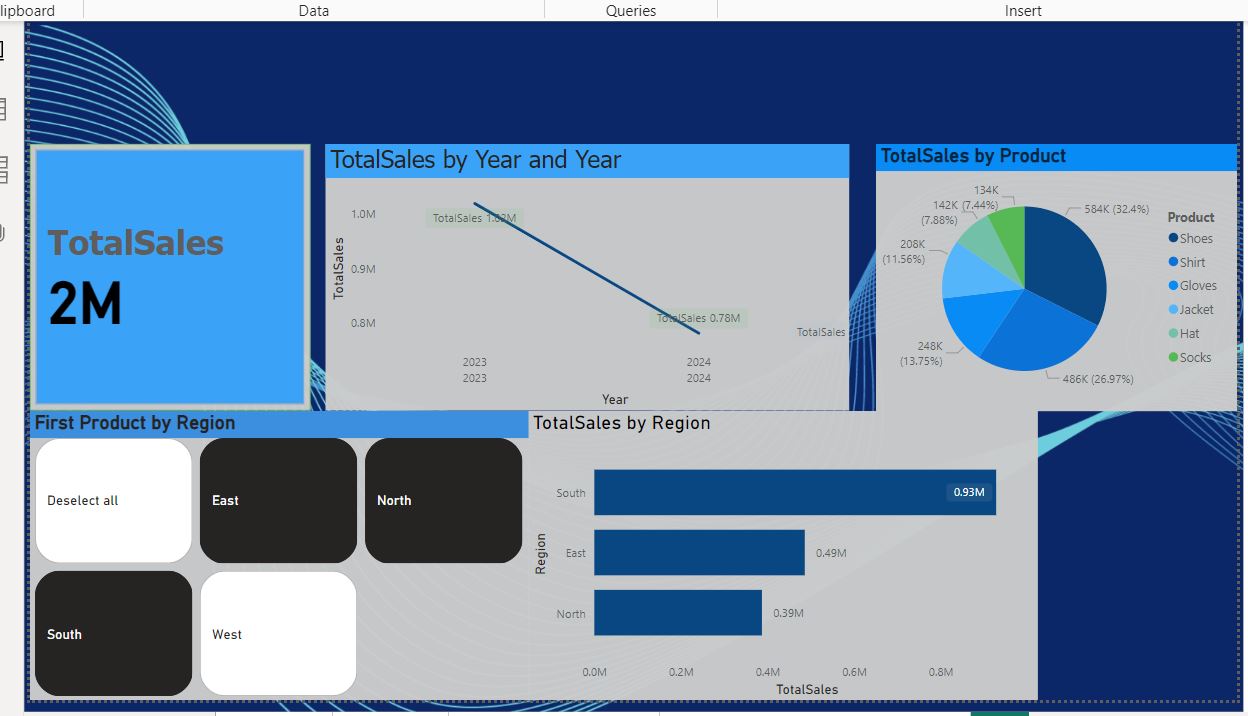 lipboard
Data
Queries
Insert
TotalSales
2M
TotalSales by Year and Year
TotalSales
1.0M
0.9M
0.8M
TotalSales 1.02M
TotalSales 0.78M
TotalSales
2023
2024
2023
2024
Year
TotalSales by Product
134K
(7.44%)
142K
(7.88%)
208K
(11.56%)
248K
(13.75%)
584K (32.4%)
486K (26.97%)
Product
Shoes
Shirt
Gloves
Jacket
Hat
Socks
First Product by Region
Deselect all
East
North
South
West
TotalSales by Region
Region
South
0.93M
East
0.49M
North
0.39M
0.0M
0.2M
0.4M
0.6M
0.8M
TotalSales